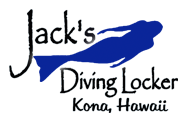 Jack's
Diving Locker
Kona, Hawaii